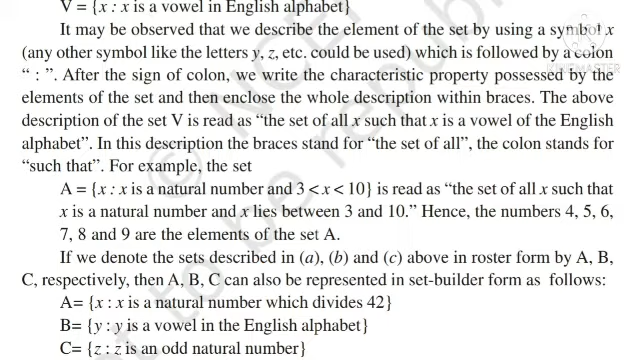 V = {x : x is a vowel in English alphabet}
It may be observed that we describe the element of the set by using a symbol x
(any other symbol like the letters y, z, etc. could be used) which is followed by a colon
“ : ”. After the sign of colon, we write the characteristic property possessed by the
elements of the set and then enclose the whole description within braces. The above
description of the set V is read as “the set of all x such that x is a vowel of the English
alphabet”. In this description the braces stand for “the set of all”, the colon stands for
“such that”. For example, the set
A = {x : x is a natural number and 3 < x < 10} is read as “the set of all x such that
x is a natural number and x lies between 3 and 10.” Hence, the numbers 4, 5, 6,
7, 8 and 9 are the elements of the set A.
If we denote the sets described in (a), (b) and (c) above in roster form by A, B,
C, respectively, then A, B, C can also be represented in set-builder form as follows:
A= {x : x is a natural number which divides 42}
B= {y : y is a vowel in the English alphabet}
C= {z : z is an odd natural number}